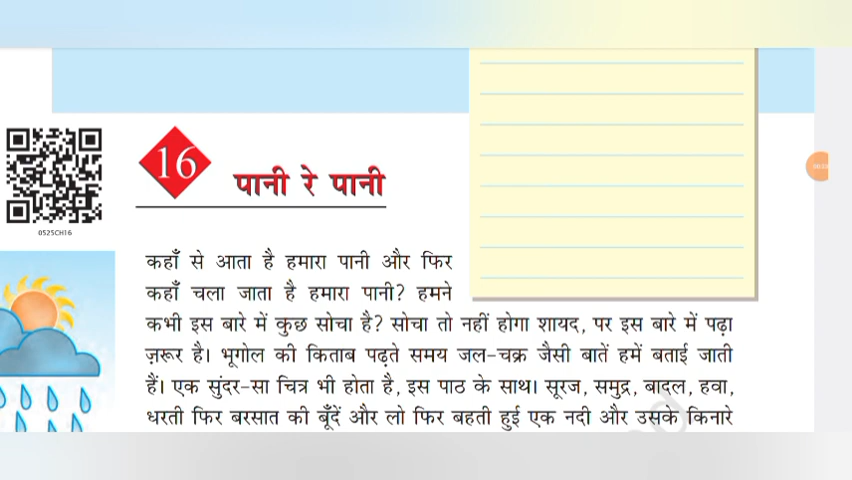 16
पानी रे पानी
0525CH16
कहाँ से आता है हमारा पानी और फिर
कहाँ चला जाता है हमारा पानी? हमने
कभी इस बारे में कुछ सोचा है? सोचा तो नहीं होगा शायद, पर इस बारे में पढ़ा
ज़रूर है। भूगोल की किताब पढ़ते समय जल-चक्र जैसी बातें हमें बताई जाती
हैं। एक सुंदर-सा चित्र भी होता है, इस पाठ के साथ। सूरज, समुद्र, बादल, हवा,
धरती फिर बरसात की बूँदें और लो फिर बहती हुई एक नदी और उसके किनारे